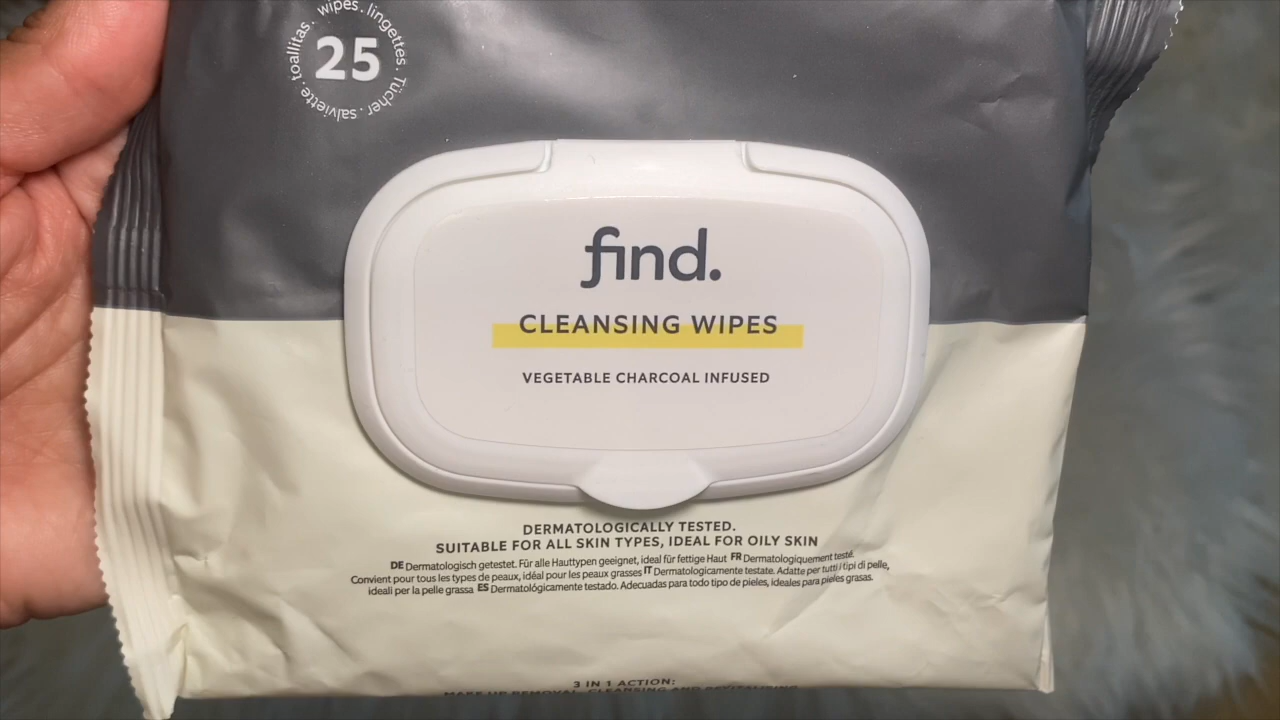 toallitas. wipes. lingettes. Tücher. salviette.
25
find.
CLEANSING WIPES
VEGETABLE CHARCOAL INFUSED
DERMATOLOGICALLY TESTED.
SUITABLE FOR ALL SKIN TYPES, IDEAL FOR OILY SKIN
DE Dermatologisch getestet. Für alle Hauttypen geeignet, ideal für fettige Haut FR Dermatologiquement testé.
Convient pour tous les types de peaux, idéal pour les peaux grasses IT Dermatologicamente testate. Adatte per tutti i tipi di pelle,
ideali per la pelle grassa ES Dermatológicamente testado. Adecuadas para todo tipo de pieles, ideales para pieles grasas.
3 IN 1 ACTION:
MAKE UP REMOVAL, CLEANSING AND REVITALISING